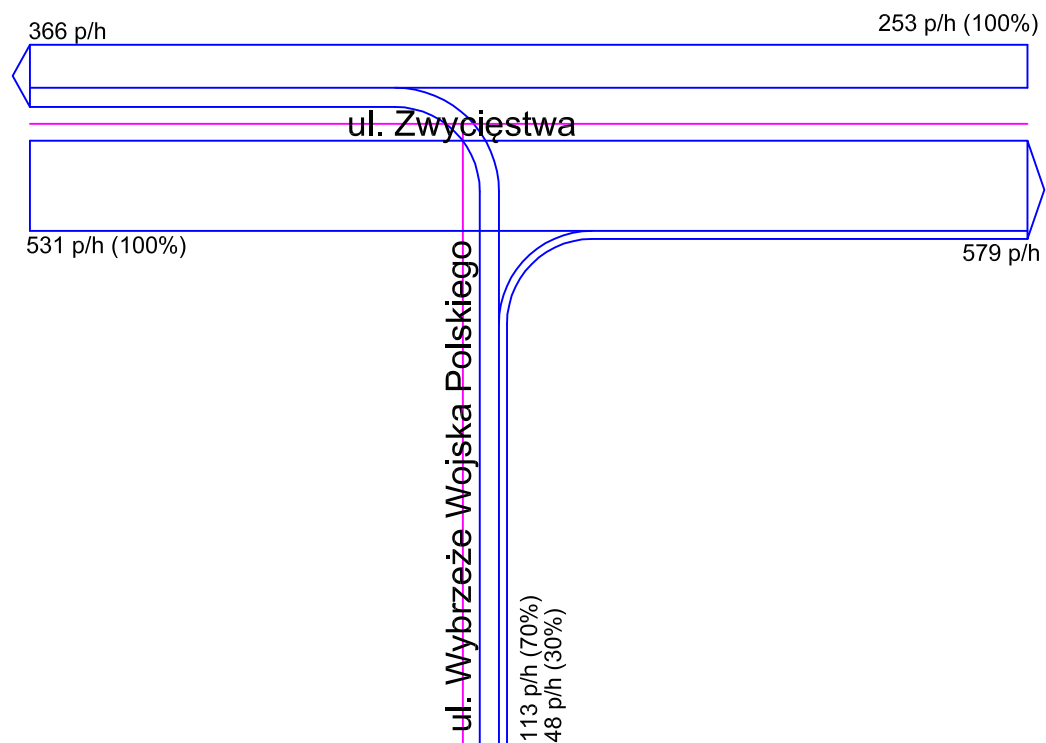 366 p/h
253 p/h (100%)
ul. Zwycięstwa
531 p/h (100%)
579 p/h
ul. Wybrzeże Wojska Polskiego
113 p/h (70%)
48 p/h (30%)